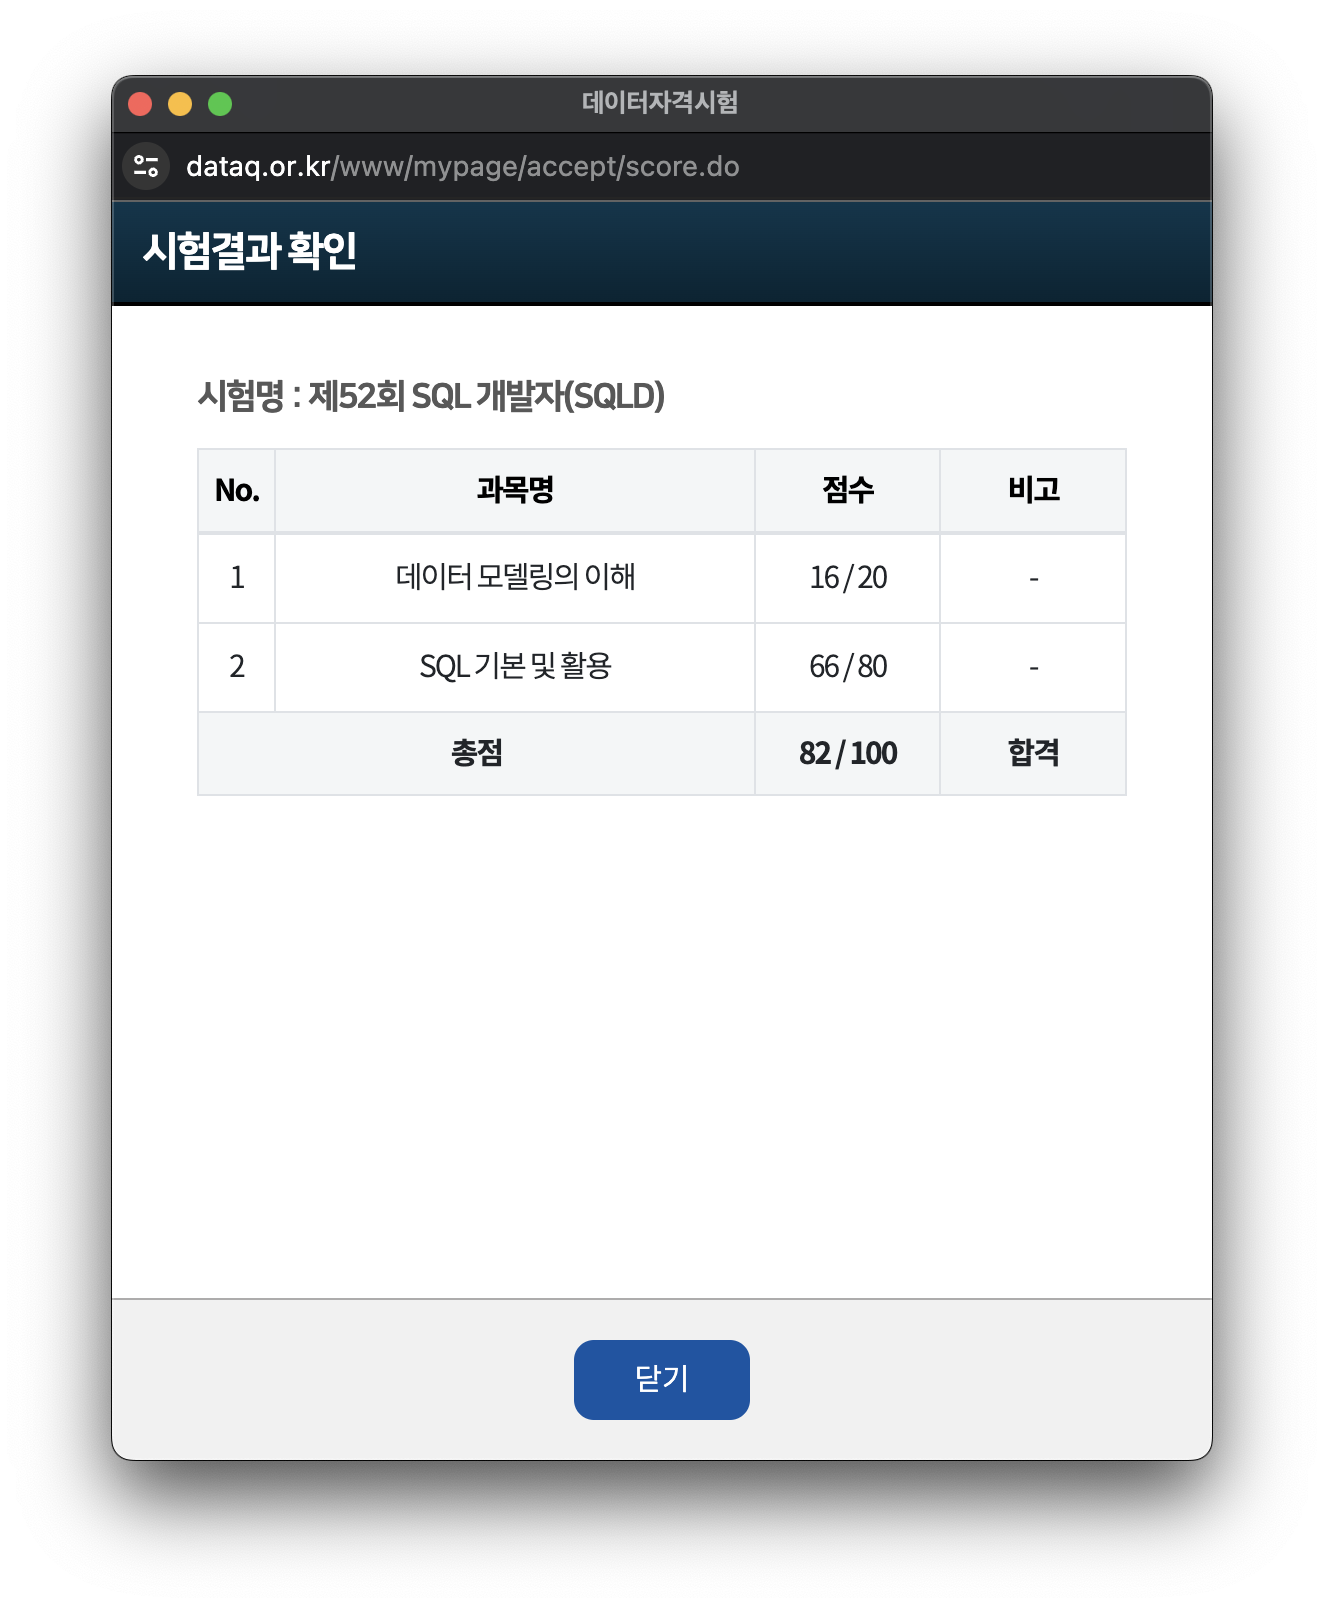 데이터자격시험
dataq.or.kr/www/mypage/accept/score.do
시험결과 확인
시험명 : 제52회 SQL 개발자(SQLD)
No. 과목명 점수 비고
1 데이터 모델링의 이해 16 / 20 -
2 SQL 기본 및 활용 66 / 80 -
총점 82 / 100 합격
닫기